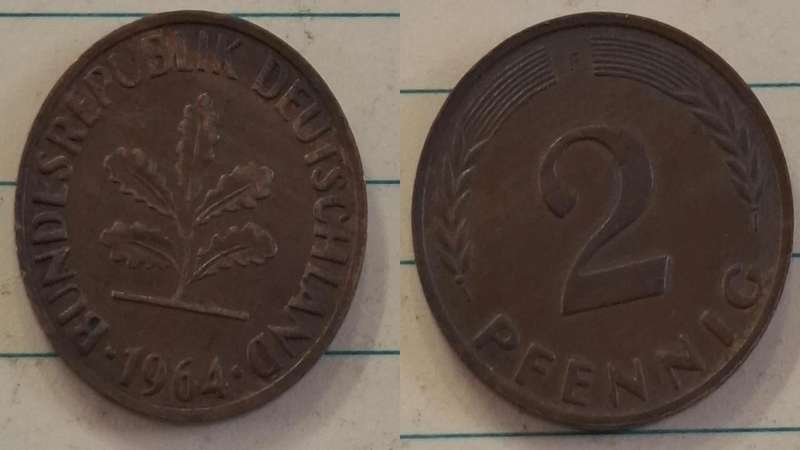 BUNDESREPUBLIK DEUTSCHLAND
· 1964 ·
2
PFENNIG